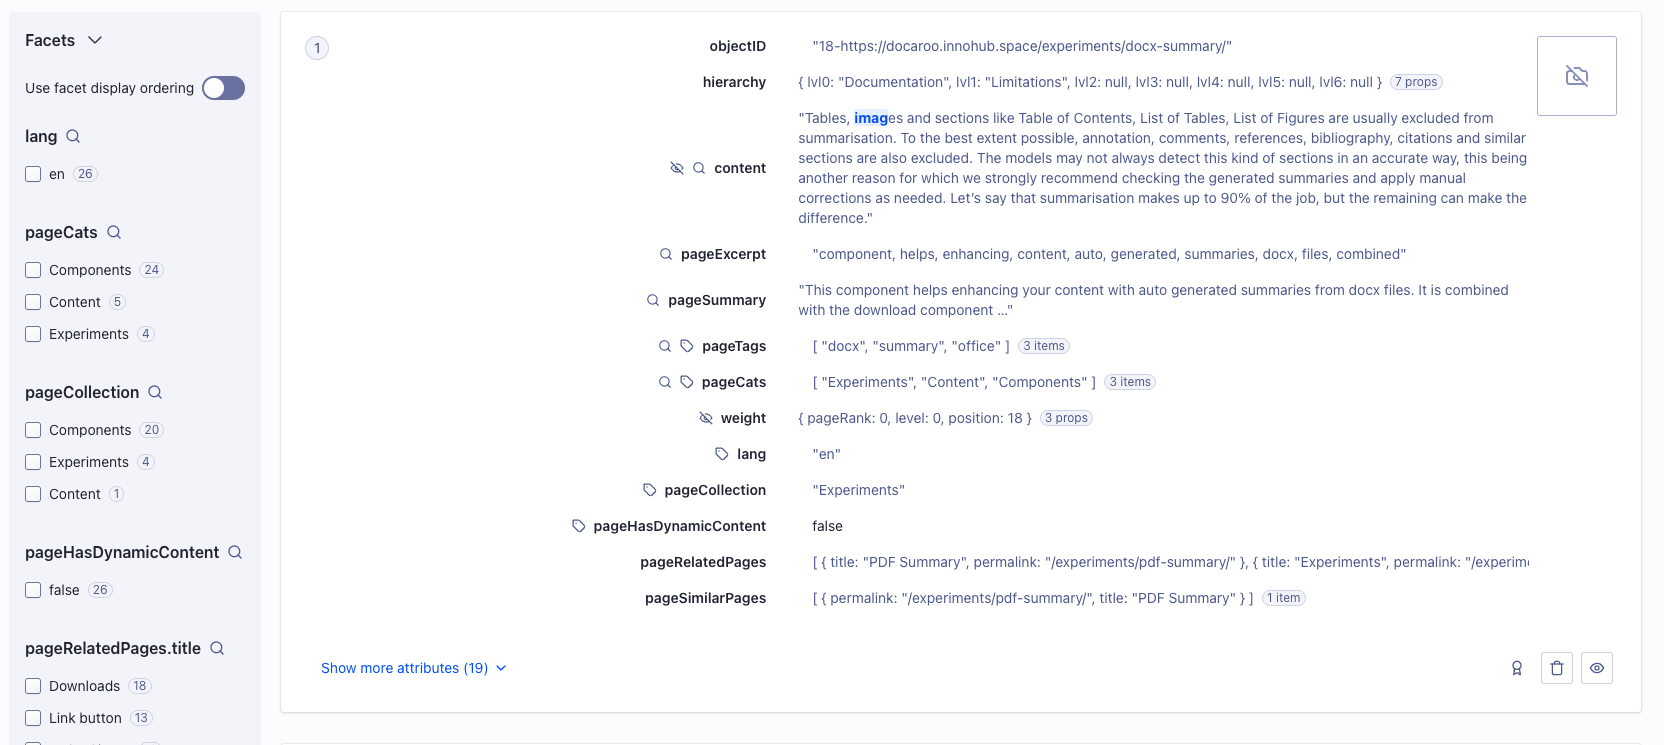 Facets
Use facet display ordering
lang
en 26
pageCats
Components 24
Content 5
Experiments 4
pageCollection
Components 20
Experiments 4
Content 1
pageHasDynamicContent
false 26
pageRelatedPages.title
Downloads 18
Link button 13
1
objectID "18-https://docaroo.innohub.space/experiments/docx-summary/"
hierarchy { lvl0: "Documentation", lvl1: "Limitations", lvl2: null, lvl3: null, lvl4: null, lvl5: null, lvl6: null } 7 props
content
"Tables, images and sections like Table of Contents, List of Tables, List of Figures are usually excluded from
summarisation. To the best extent possible, annotation, comments, references, bibliography, citations and similar
sections are also excluded. The models may not always detect this kind of sections in an accurate way, this being
another reason for which we strongly recommend checking the generated summaries and apply manual
corrections as needed. Let's say that summarisation makes up to 90% of the job, but the remaining can make the
difference."
pageExcerpt "component, helps, enhancing, content, auto, generated, summaries, docx, files, combined"
pageSummary
"This component helps enhancing your content with auto generated summaries from docx files. It is combined
with the download component ..."
pageTags [ "docx", "summary", "office" ] 3 items
pageCats [ "Experiments", "Content", "Components" ] 3 items
weight { pageRank: 0, level: 0, position: 18 } 3 props
lang "en"
pageCollection "Experiments"
pageHasDynamicContent false
pageRelatedPages [ { title: "PDF Summary", permalink: "/experiments/pdf-summary/" }, { title: "Experiments", permalink: "/experim
pageSimilarPages [ { permalink: "/experiments/pdf-summary/", title: "PDF Summary" } ] 1 item
Show more attributes (19)